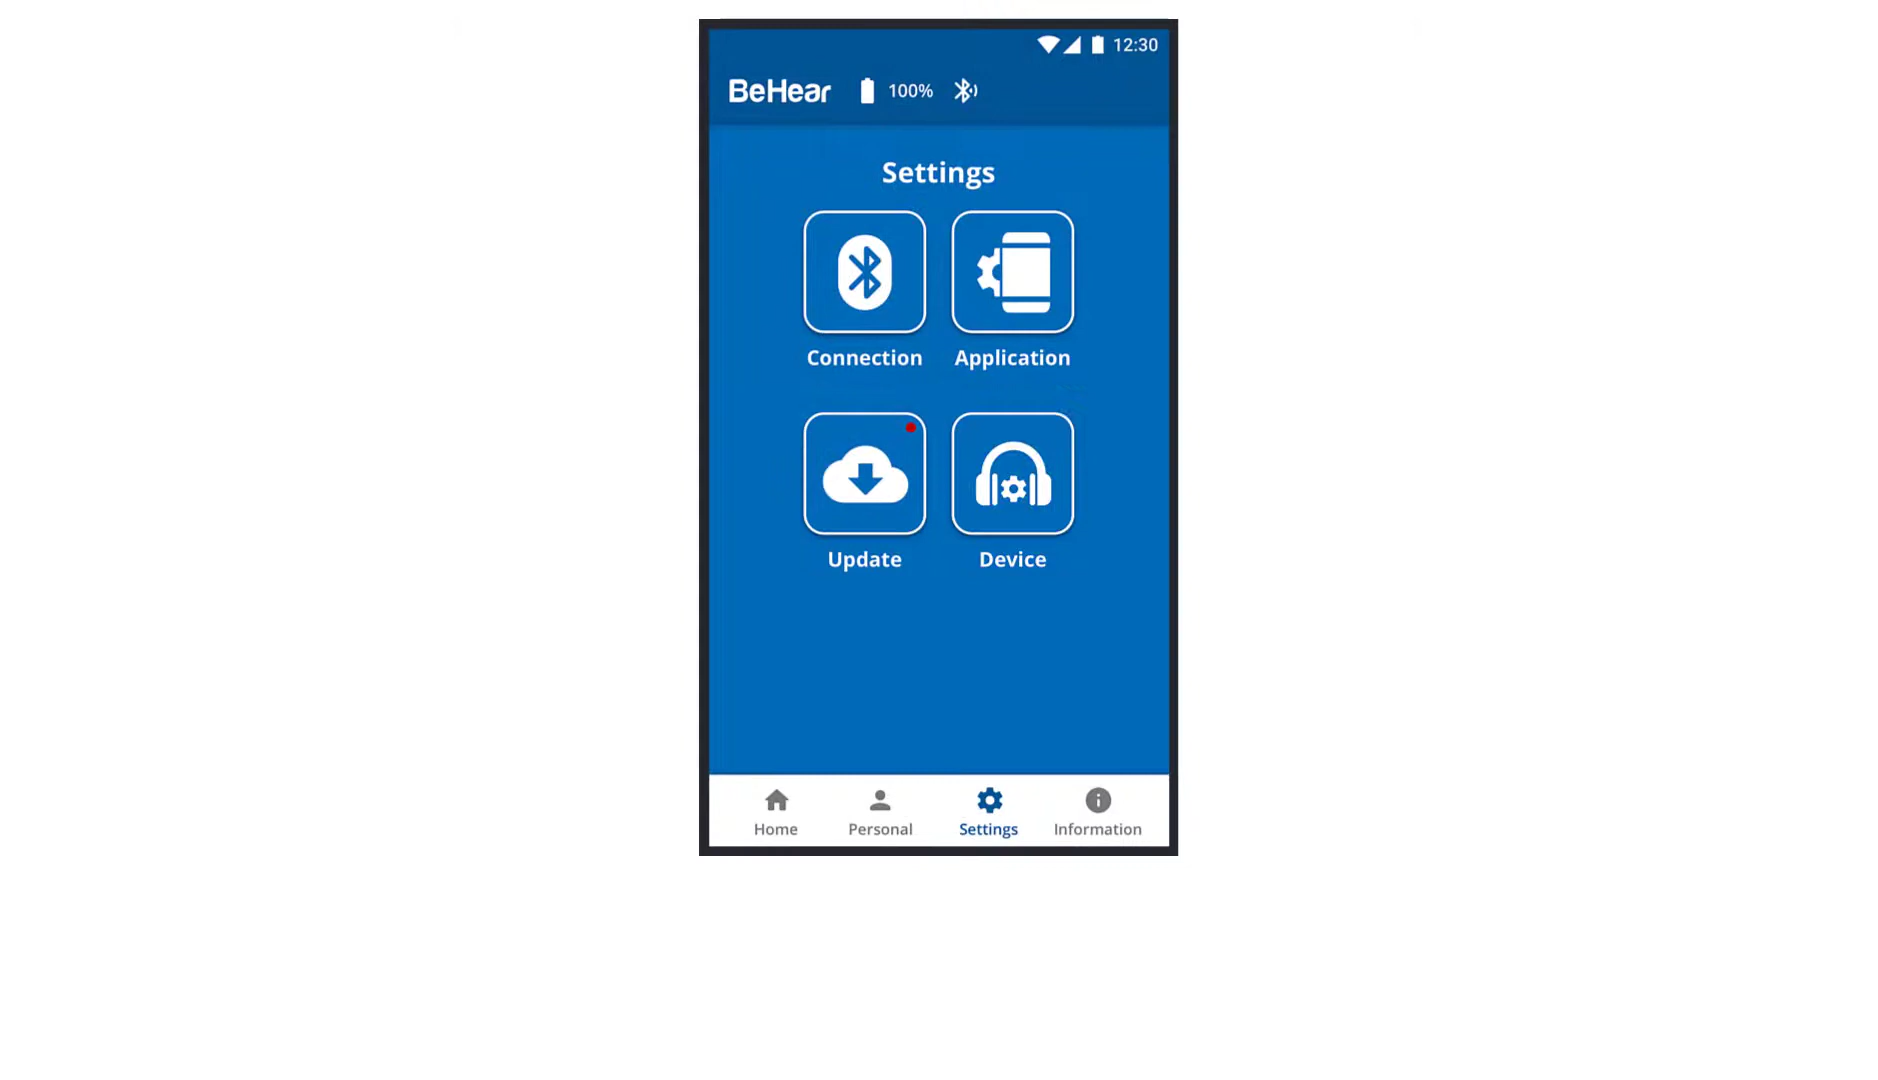 12:30
BeHear 100%
Settings
Connection Application
Update Device
Home Personal Settings Information